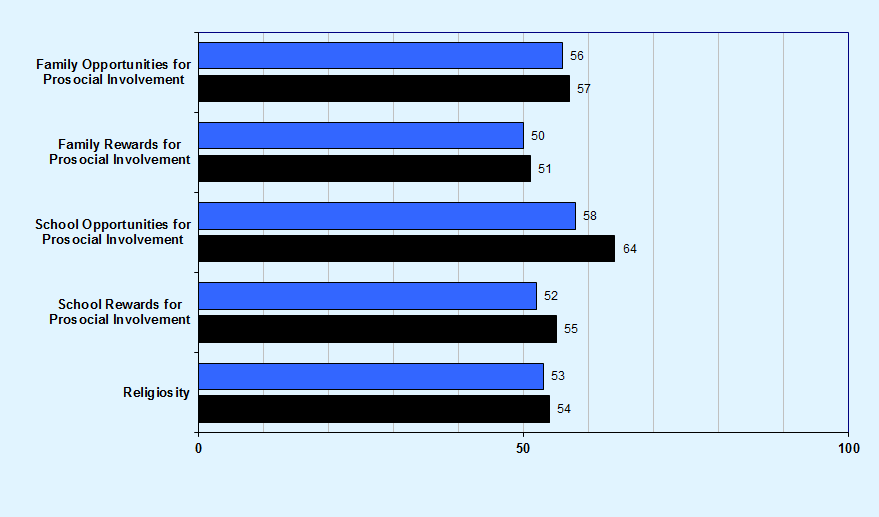 Family Opportunities for
Prosocial Involvement
56
57
Family Rewards for
Prosocial Involvement
50
51
School Opportunities for
Prosocial Involvement
58
64
School Rewards for
Prosocial Involvement
52
55
Religiosity
53
54
0 50 100